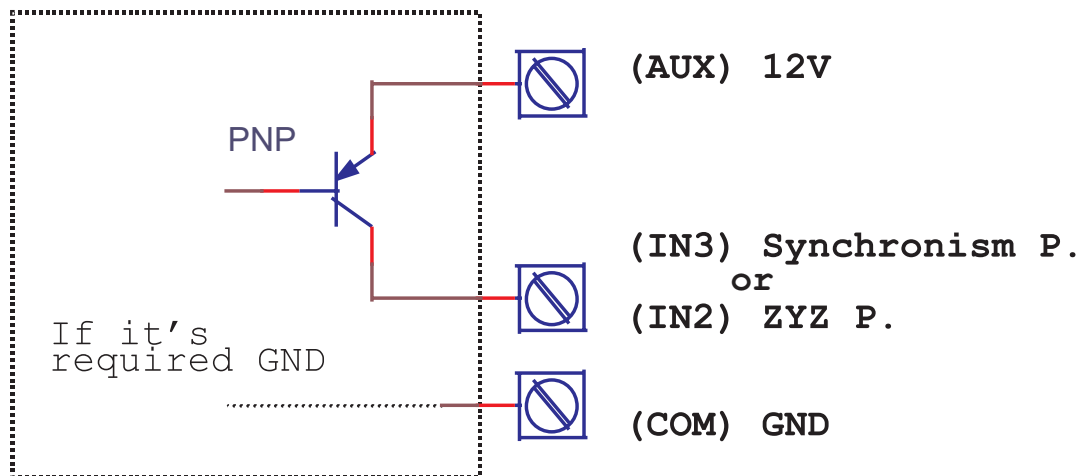 (AUX) 12V
PNP
(IN3) Synchronism P.
or
(IN2) ZYZ P.
If it's
required GND
(COM) GND